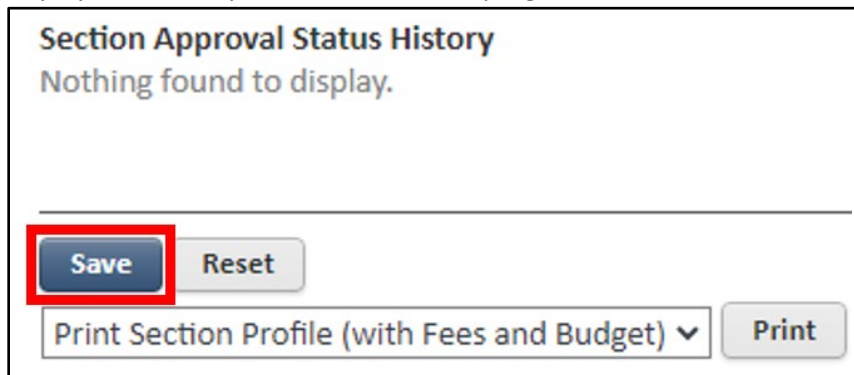 Section Approval Status History
Nothing found to display.
Save Reset
Print Section Profile (with Fees and Budget) Print